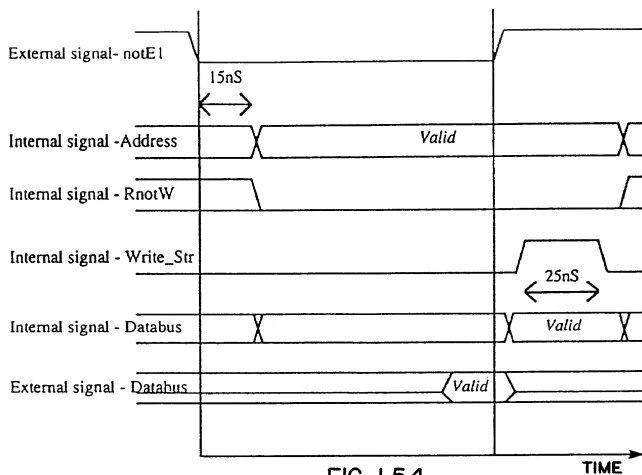 External signal- notE1
15nS
Internal signal -Address
Valid
Internal signal - RnotW
Internal signal - Write_Str
25nS
Internal signal - Databus
Valid
External signal - Databus
Valid
TIME